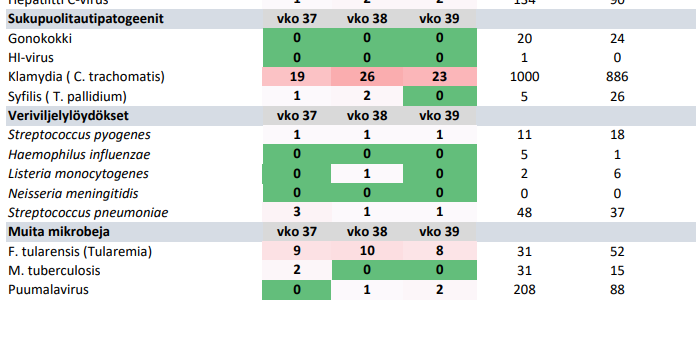 Hepatiitti C-virus 1 2 2 134 90
Sukupuolitautipatogeenit vko 37 vko 38 vko 39
Gonokokki 0 0 0 20 24
HI-virus 0 0 0 1 0
Klamydia ( C. trachomatis) 19 26 23 1000 886
Syfilis ( T. pallidium) 1 2 0 5 26
Veriviljelylöydökset vko 37 vko 38 vko 39
Streptococcus pyogenes 1 1 1 11 18
Haemophilus influenzae 0 0 0 5 1
Listeria monocytogenes 0 1 0 2 6
Neisseria meningitidis 0 0 0 0 0
Streptococcus pneumoniae 3 1 1 48 37
Muita mikrobeja vko 37 vko 38 vko 39
F. tularensis (Tularemia) 9 10 8 31 52
M. tuberculosis 2 0 0 31 15
Puumalavirus 0 1 2 208 88